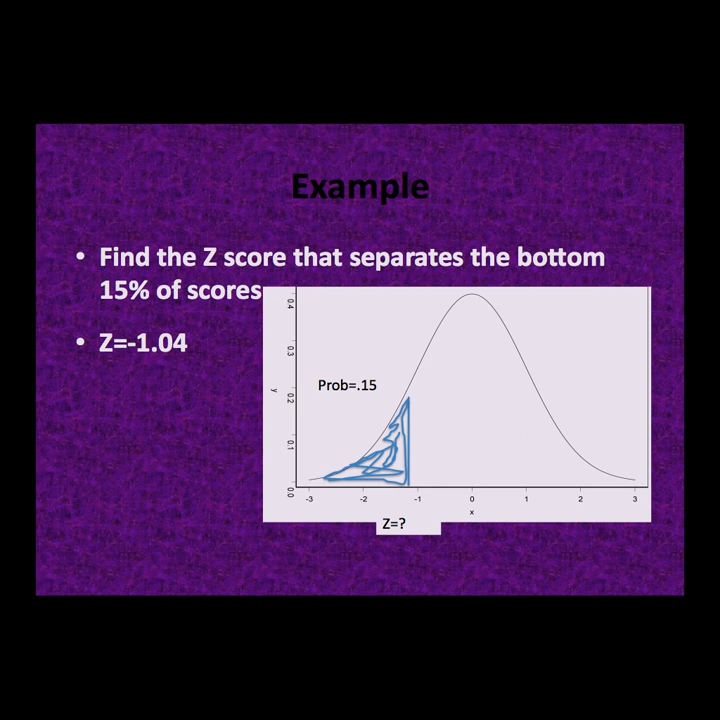 Example
• Find the Z score that separates the bottom
15% of scores
• Z=-1.04
Prob=.15
y
0.4
0.3
0.2
0.1
0.0
-3 -2 -1 0 1 2 3
x
Z=?